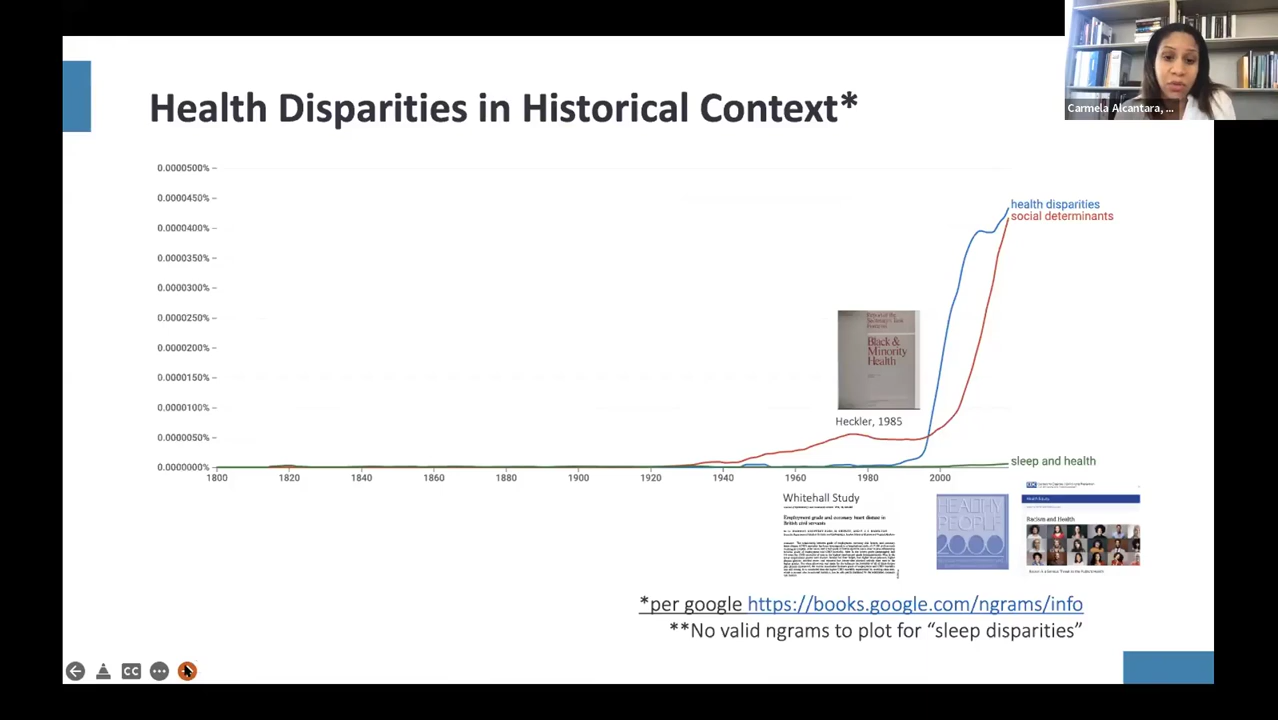 Carmela Alcantara, ...
Health Disparities in Historical Context*
0.0000500%
0.0000450%
0.0000400%
0.0000350%
0.0000300%
0.0000250%
0.0000200%
0.0000150%
0.0000100%
0.0000050%
0.0000000%
health disparities
social determinants
Black &
Minority
Health
Heckler, 1985
sleep and health
1800
1820
1840
1860
1880
1900
1920
1940
1960
1980
2000
Whitehall Study
Employment grade and coronary heart disease in
British civil servants
HEALTHY
PEOPLE
2000
CDC
Health Equity
Racism and Health
*per google https://books.google.com/ngrams/info
**No valid ngrams to plot for “sleep disparities”
CC